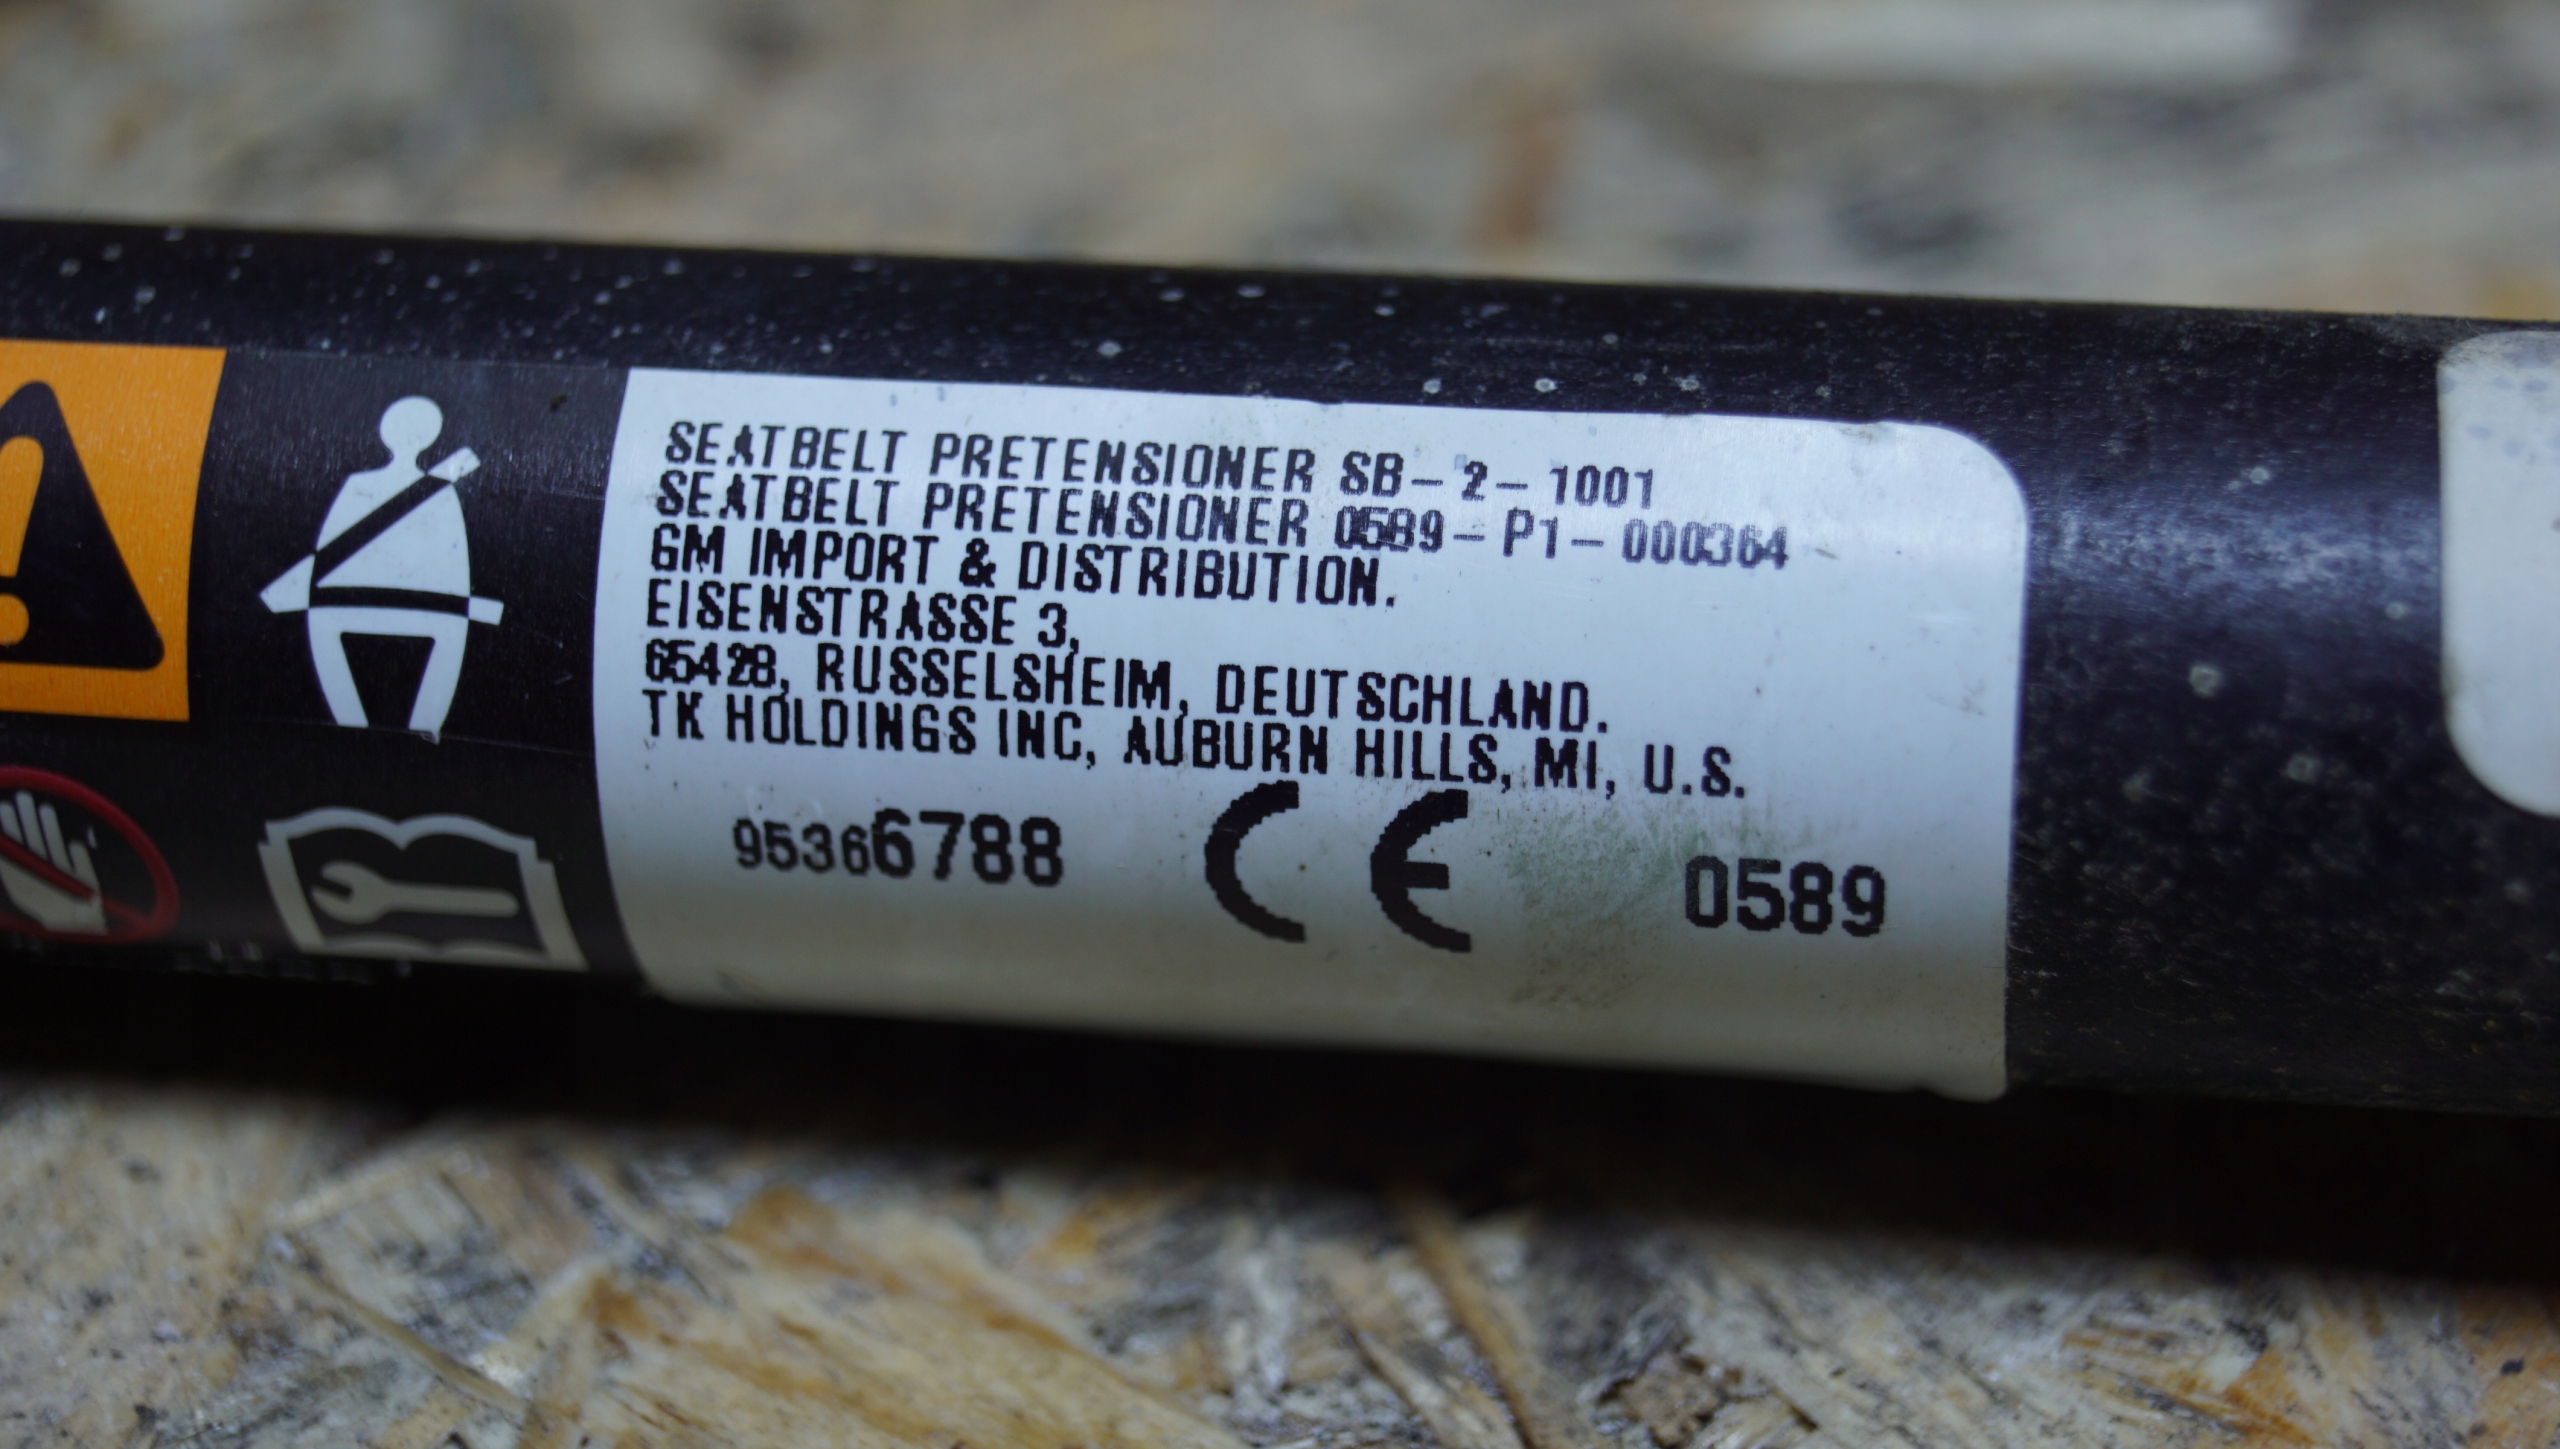 SEATBELT PRETENSIONER SB-2-1001
SEATBELT PRETENSIONER 0589-P1-000364
GM IMPORT & DISTRIBUTION.
EISENSTRASSE 3,
65428, RUSSELSHEIM, DEUTSCHLAND.
TK HOLDINGS INC, AUBURN HILLS, MI, U.S.
95366788 CE 0589